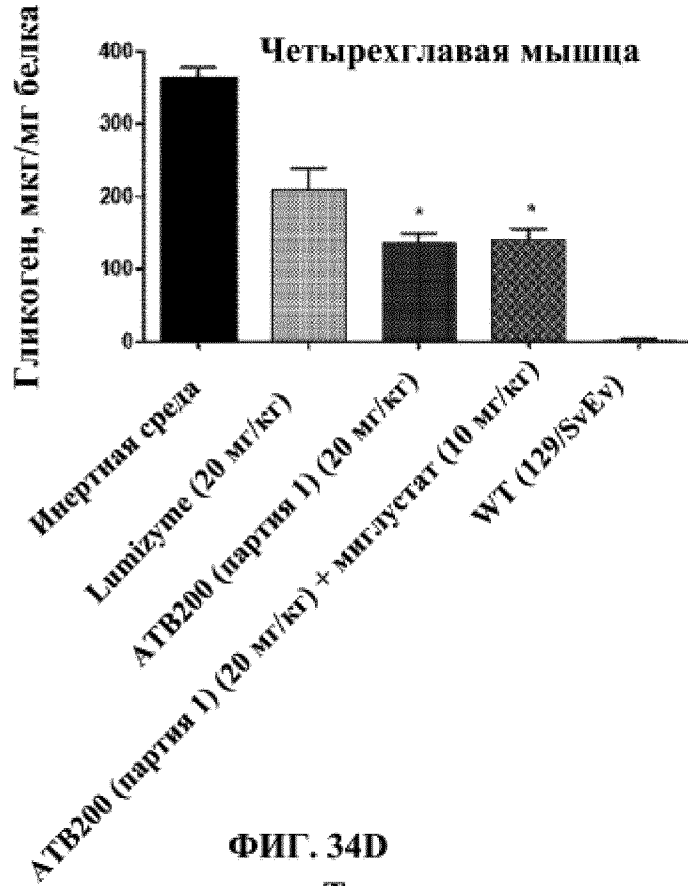 Четырехглавая мышца
Гликоген, мкг/мг белка
400
300
200
100
0
*
*
Инертная среда
Lumizyme (20 мг/кг)
ATB200 (партия 1) (20 мг/кг)
ATB200 (партия 1) (20 мг/кг) + миглустат (10 мг/кг)
WT (129/SvEv)
ФИГ. 34D